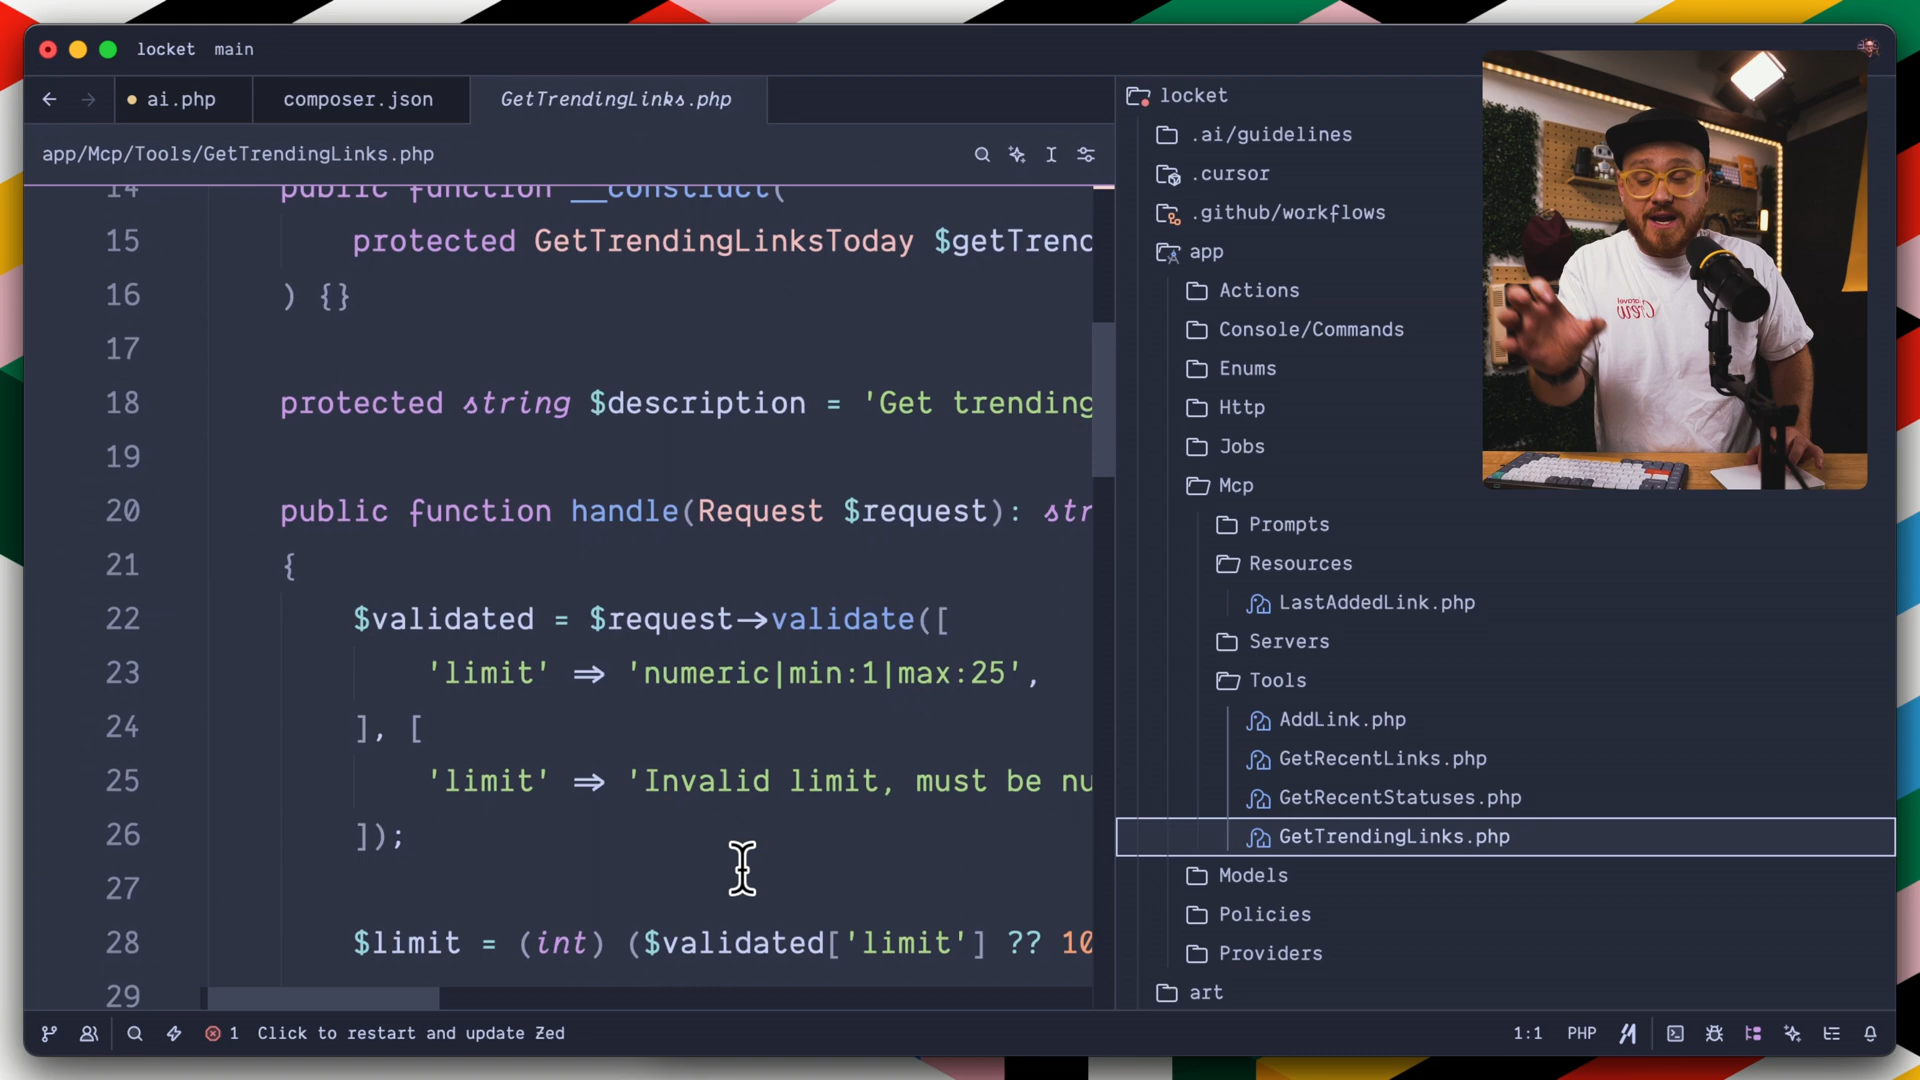 locket main
ai.php composer.json GetTrendingLinks.php
app/Mcp/Tools/GetTrendingLinks.php
14 public function __construct(
15 protected GetTrendingLinksToday $getTrend
16 ) {}
17
18 protected string $description = 'Get trending
19
20 public function handle(Request $request): str
21 {
22 $validated = $request->validate([
23 'limit' => 'numeric|min:1|max:25',
24 ], [
25 'limit' => 'Invalid limit, must be nu
26 ]);
27
28 $limit = (int) ($validated['limit'] ?? 10
29
locket
.ai/guidelines
.cursor
.github/workflows
app
Actions
Console/Commands
Enums
Http
Jobs
Mcp
Prompts
Resources
LastAddedLink.php
Servers
Tools
AddLink.php
GetRecentLinks.php
GetRecentStatuses.php
GetTrendingLinks.php
Models
Policies
Providers
art
1 Click to restart and update Zed
1:1 PHP